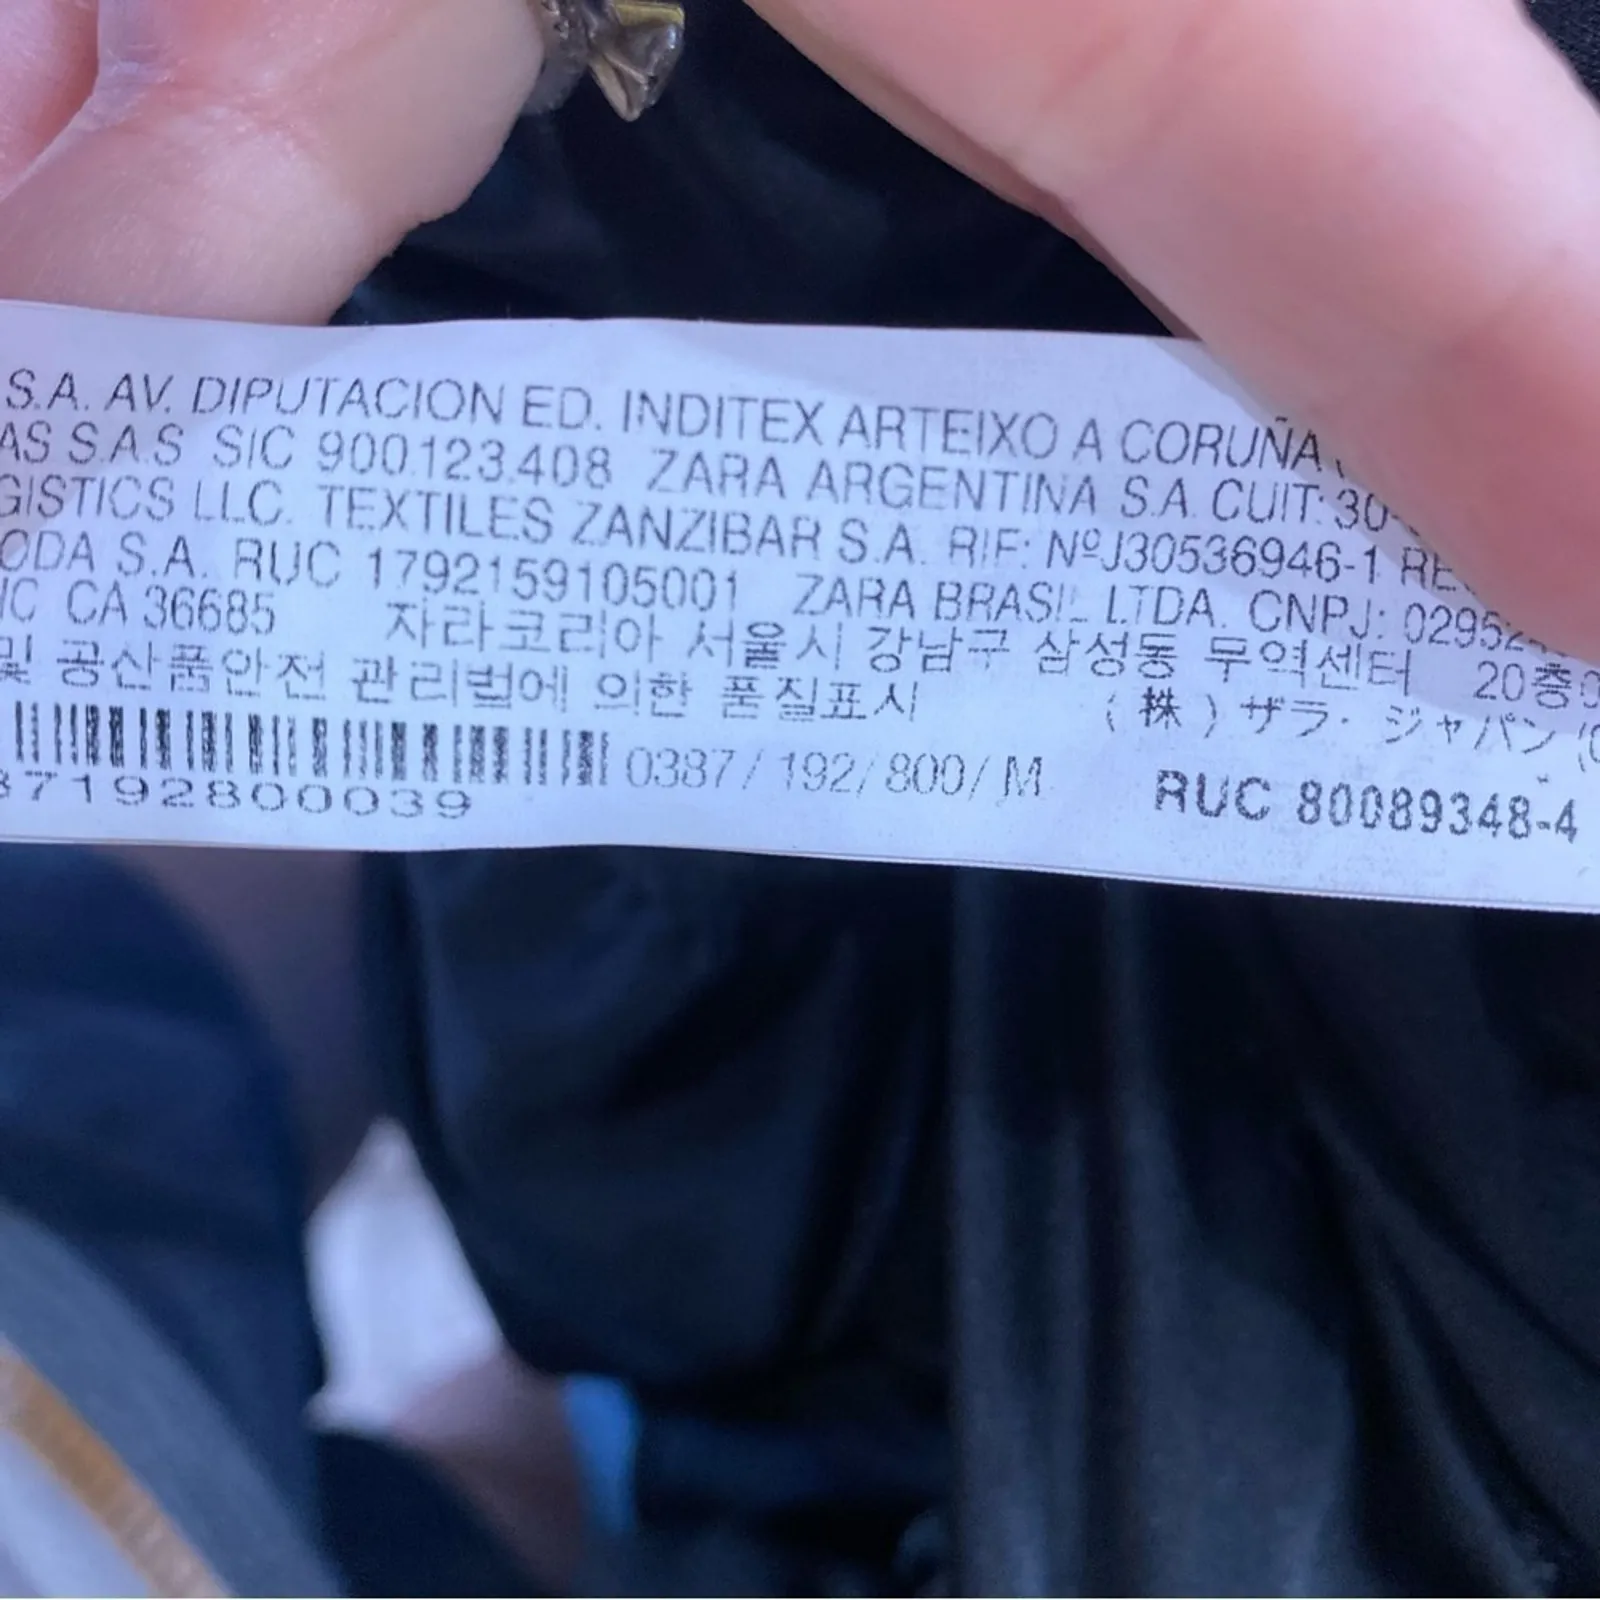 S.A. AV. DIPUTACION ED. INDITEX ARTEIXO A CORUÑA
AS S.A.S SIC 900.123.408 ZARA ARGENTINA S.A. CUIT: 30-
GISTICS LLC. TEXTILES ZANZIBAR S.A. RIF: NºJ30536946-1
ODA S.A. RUC 1792159105001 ZARA BRASIL LTDA. CNPJ: 02952
IC CA 36685 자라코리아 서울시 강남구 삼성동 무역센터 20층
및 공산품안전 관리법에 의한 품질표시 (株) ザラ・ジャパン
0387/192/800/M RUC 80089348-4
87192800039